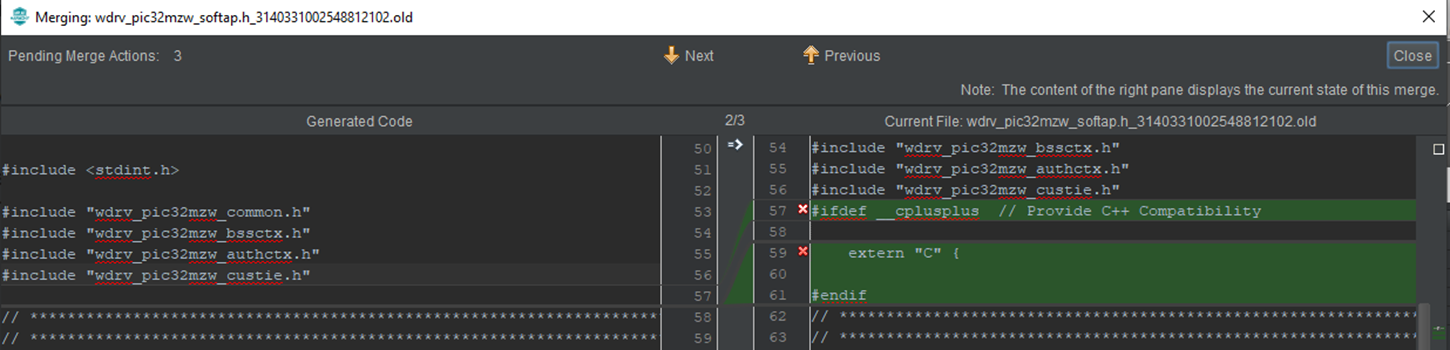 Merging: wdrv_pic32mzw_softap.h_3140331002548812102.old
Pending Merge Actions: 3
Next
Previous
Close
Note: The content of the right pane displays the current state of this merge.
Generated Code
2/3
Current File: wdrv_pic32mzw_softap.h_3140331002548812102.old
50
#include <stdint.h> 51
52
#include "wdrv_pic32mzw_common.h" 53
#include "wdrv_pic32mzw_bssctx.h" 54
#include "wdrv_pic32mzw_authctx.h" 55
#include "wdrv_pic32mzw_custie.h" 56
57
// ******************************************************************* 58
// ******************************************************************* 59
54 #include "wdrv_pic32mzw_bssctx.h"
55 #include "wdrv_pic32mzw_authctx.h"
56 #include "wdrv_pic32mzw_custie.h"
57 #ifdef __cplusplus // Provide C++ Compatibility
58
59 extern "C" {
60
61 #endif
62 // **************************************************************
63 // **************************************************************